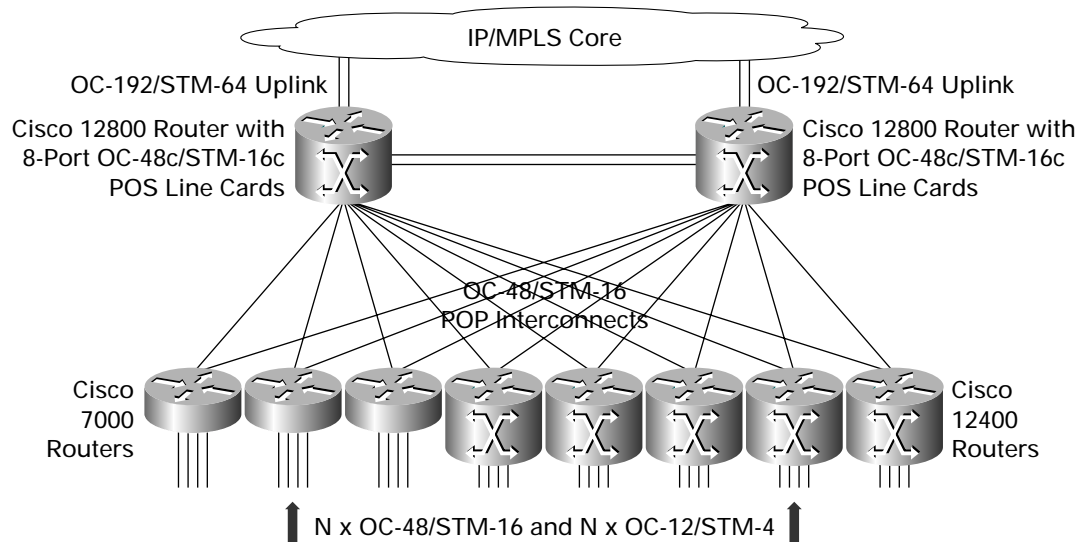 IP/MPLS Core
OC-192/STM-64 Uplink
OC-192/STM-64 Uplink
Cisco 12800 Router with
8-Port OC-48c/STM-16c
POS Line Cards
Cisco 12800 Router with
8-Port OC-48c/STM-16c
POS Line Cards
OC-48/STM-16
POP Interconnects
Cisco
7000
Routers
Cisco
12400
Routers
N x OC-48/STM-16 and N x OC-12/STM-4